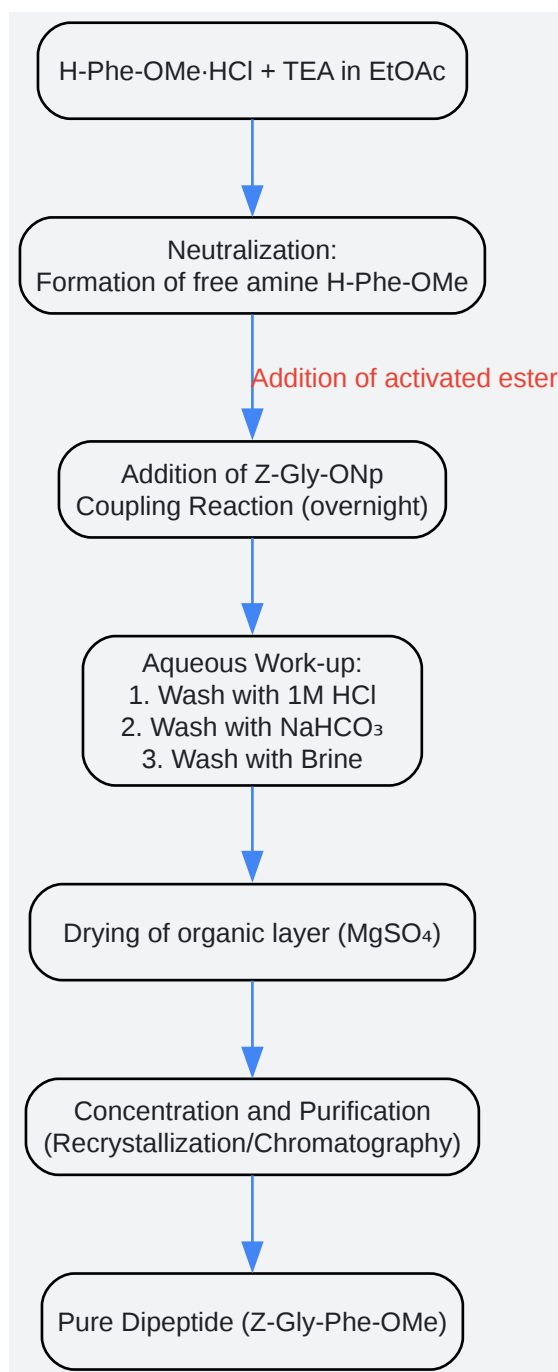 H-Phe-OMe·HCl + TEA in EtOAc
Neutralization:
Formation of free amine H-Phe-OMe
Addition of activated ester
Addition of Z-Gly-ONp
Coupling Reaction (overnight)
Aqueous Work-up:
1. Wash with 1M HCl
2. Wash with NaHCO₃
3. Wash with Brine
Drying of organic layer (MgSO₄)
Concentration and Purification
(Recrystallization/Chromatography)
Pure Dipeptide (Z-Gly-Phe-OMe)